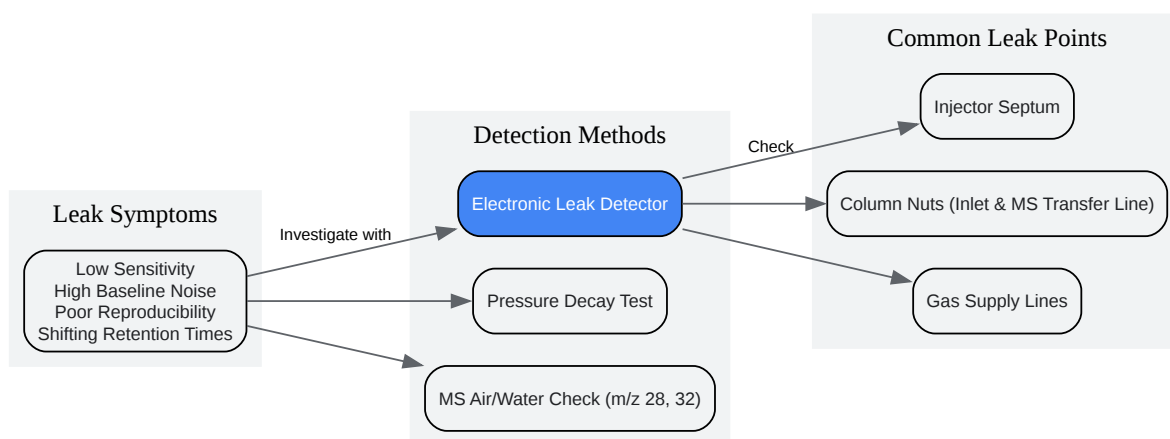 Leak Symptoms
Low Sensitivity
High Baseline Noise
Poor Reproducibility
Shifting Retention Times
Investigate with
Detection Methods
Electronic Leak Detector
Pressure Decay Test
MS Air/Water Check (m/z 28, 32)
Check
Common Leak Points
Injector Septum
Column Nuts (Inlet & MS Transfer Line)
Gas Supply Lines